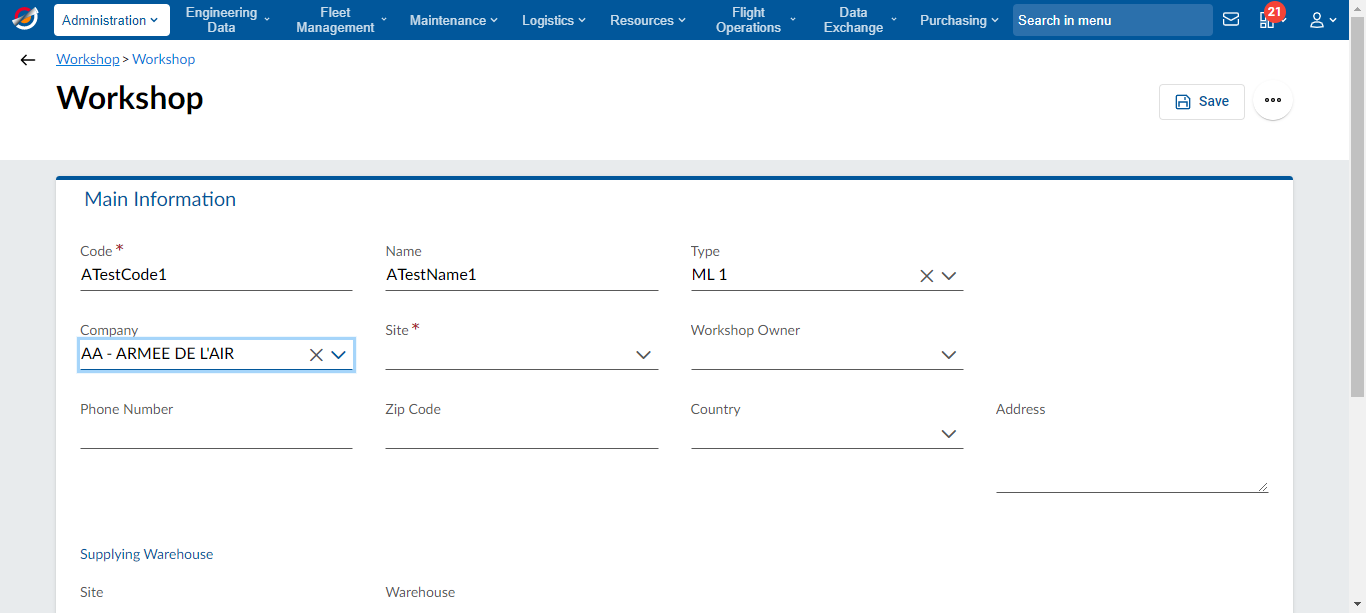 Administration
Engineering Data
Fleet Management
Maintenance
Logistics
Resources
Flight Operations
Data Exchange
Purchasing
Search in menu
21
Workshop > Workshop
Workshop
Save
Main Information
Code * Name Type
ATestCode1 ATestName1 ML 1
Company Site * Workshop Owner
AA - ARMEE DE L'AIR
Phone Number Zip Code Country Address
Supplying Warehouse
Site Warehouse